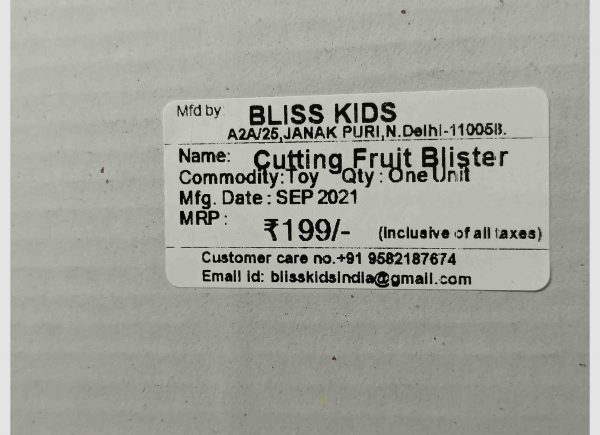 Mfd by: BLISS KIDS
A2A/25,JANAK PURI,N.Delhi-110058.
Name: Cutting Fruit Blister
Commodity:Toy Qty : One Unit
Mfg. Date : SEP 2021
MRP : ₹199/- (Inclusive of all taxes)
Customer care no.+91 9582187674
Email id: blisskidsindia@gmail.com